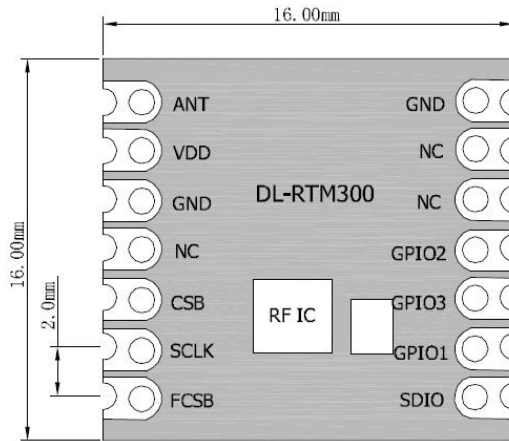 16.00mm
ANT GND
VDD NC
GND DL-RTM300 NC
NC GPIO2
CSB RF IC GPIO3
SCLK GPIO1
FCSB SDIO
16.00mm
2.0mm